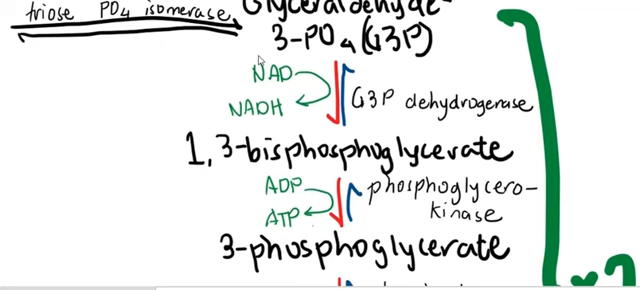 Glyceraldehyde-
triose PO4 isomerase
3-PO4 (G3P)
NAD
NADH
G3P dehydrogenase
1,3-bisphosphoglycerate
ADP
ATP
phosphoglycero-
kinase
3-phosphoglycerate